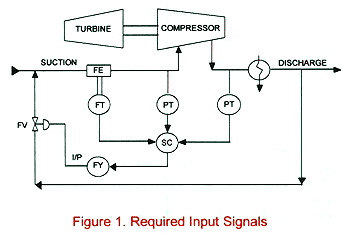 TURBINE
COMPRESSOR
SUCTION
DISCHARGE
FE
FT
PT
PT
FV
SC
I/P
FY
Figure 1. Required Input Signals